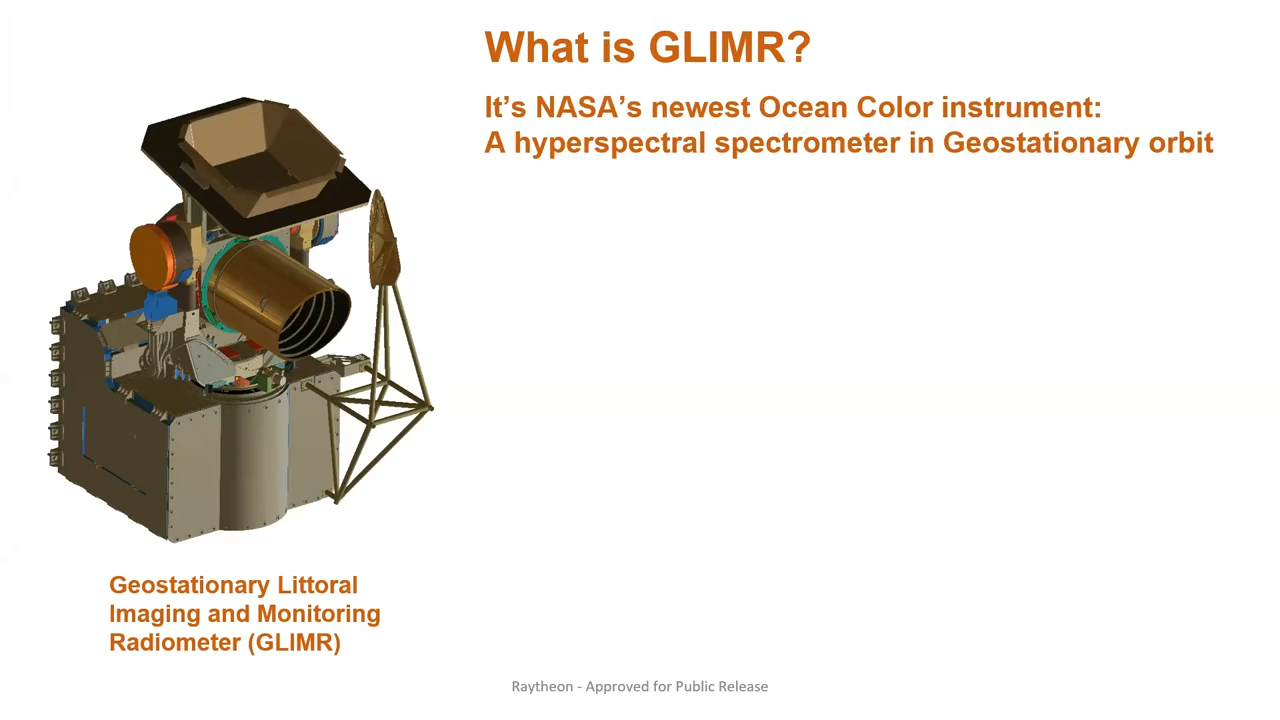 What is GLIMR?
It’s NASA’s newest Ocean Color instrument:
A hyperspectral spectrometer in Geostationary orbit
Geostationary Littoral
Imaging and Monitoring
Radiometer (GLIMR)
Raytheon - Approved for Public Release